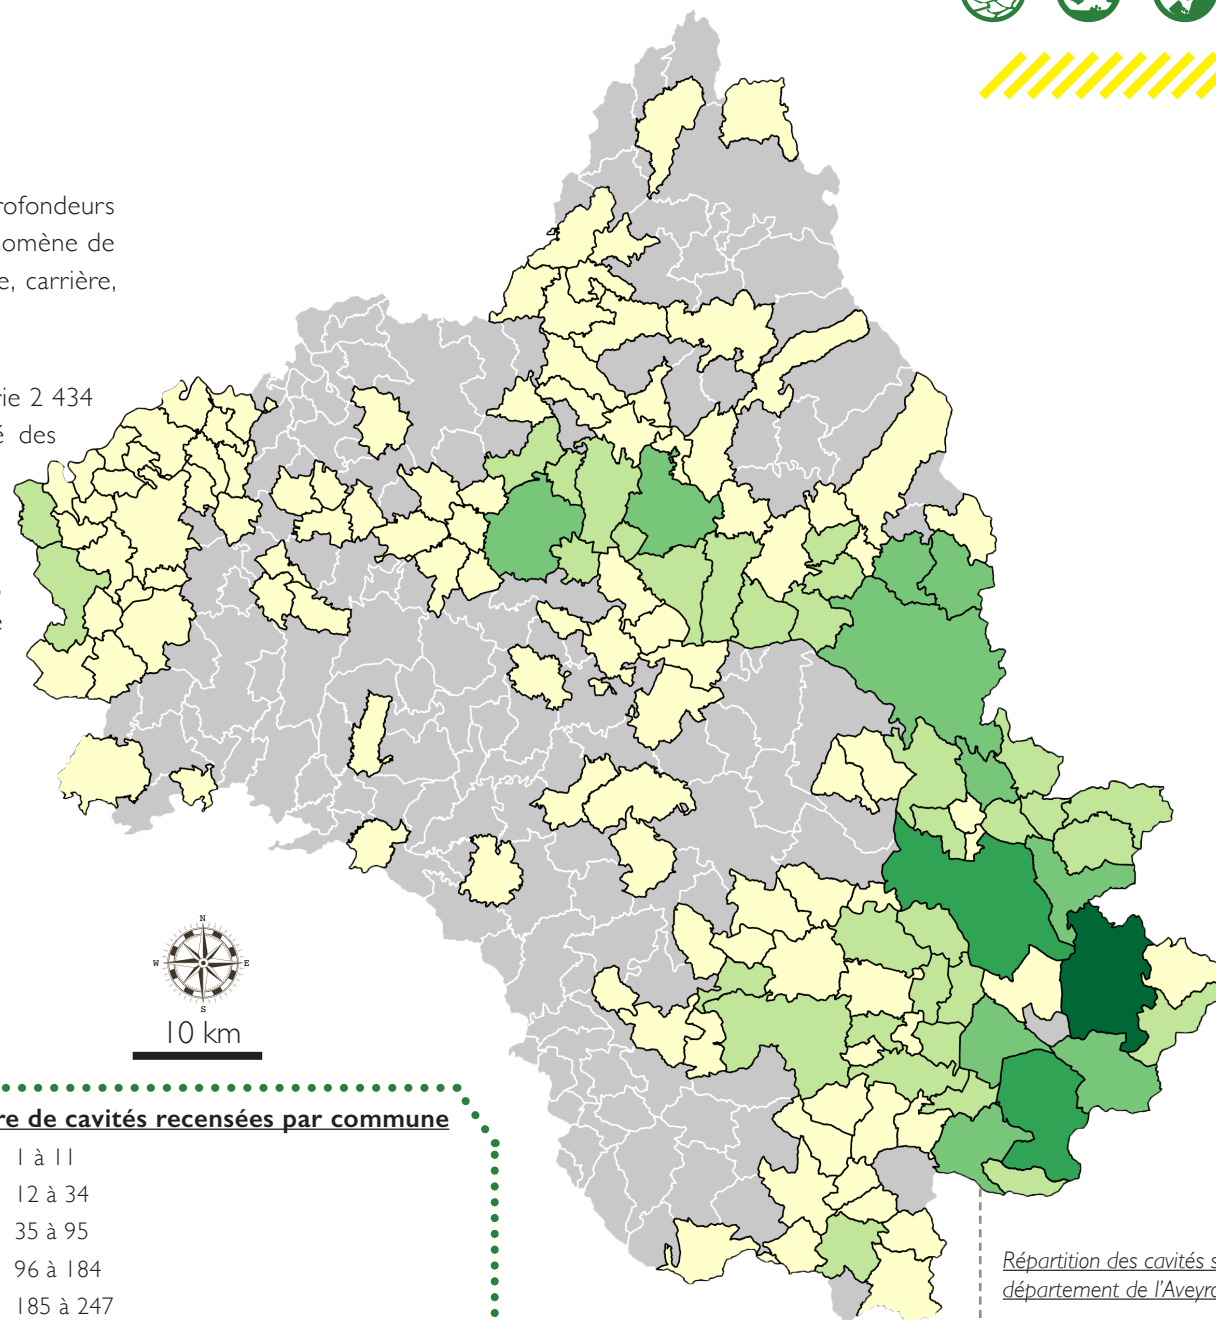 rofondeurs
omène de
e, carrière,
rie 2 434
é des
e
N
W E
S
10 km
re de cavités recensées par commune
1 à 11
12 à 34
35 à 95
96 à 184
185 à 247
Répartition des cavités s
département de l'Aveyro